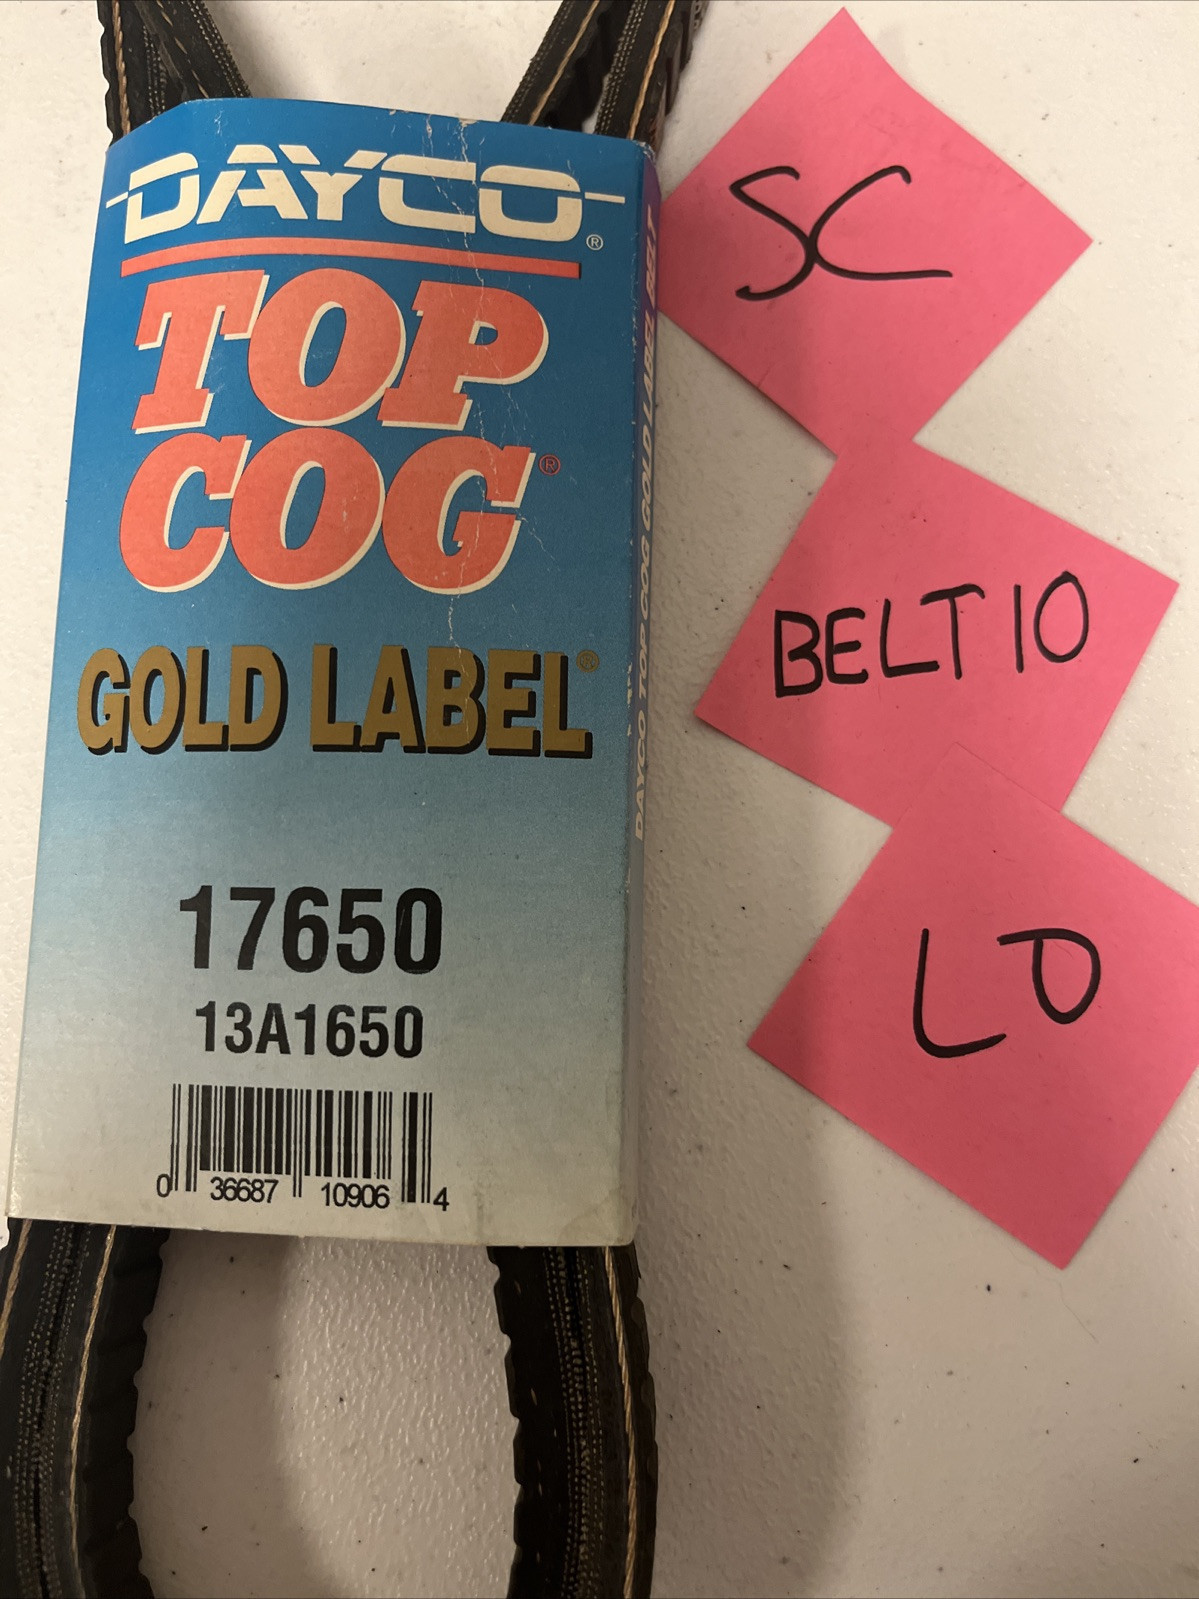 DAYCO®
TOP
COG®
GOLD LABEL®
17650
13A1650
0 36687 10906 4
DAYCO TOP COG GOLD LABEL BELT
SC
BELT 10
LD